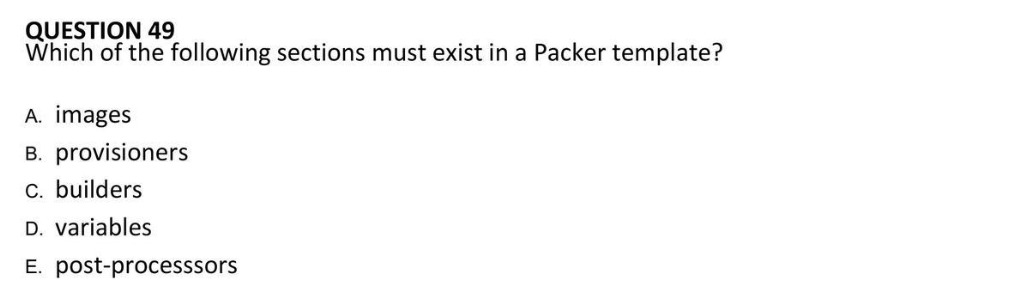 QUESTION 49
Which of the following sections must exist in a Packer template?
A. images
B. provisioners
C. builders
D. variables
E. post-processsors